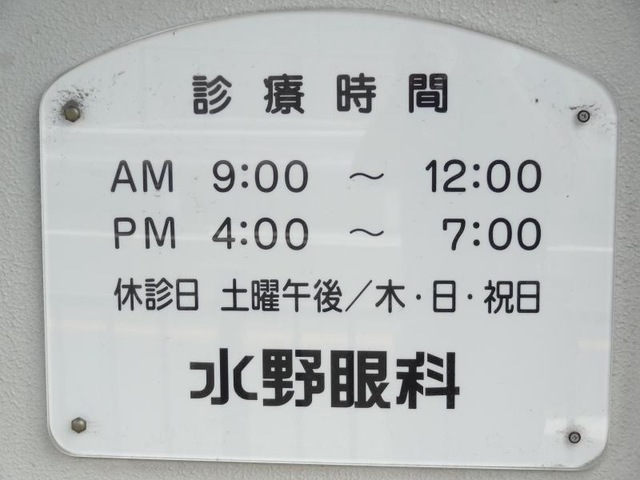 診療時間
AM 9:00 ～ 12:00
PM 4:00 ～ 7:00
休診日 土曜午後／木・日・祝日
水野眼科